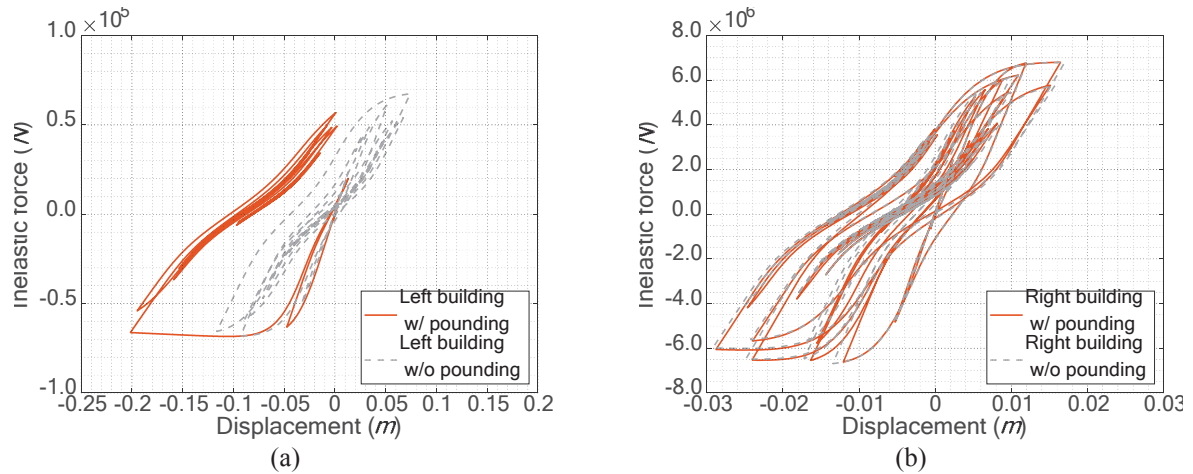 1.0 ×10⁵
0.5
0.0
-0.5
-1.0
-0.25 -0.2 -0.15 -0.1 -0.05 0 0.05 0.1 0.15 0.2
Inelastic force (N)
Displacement (m)
Left building
w/ pounding
Left building
w/o pounding
(a)
8.0 ×10⁶
6.0
4.0
2.0
0.0
-2.0
-4.0
-6.0
-8.0
-0.03 -0.02 -0.01 0 0.01 0.02 0.03
Inelastic force (N)
Displacement (m)
Right building
w/ pounding
Right building
w/o pounding
(b)